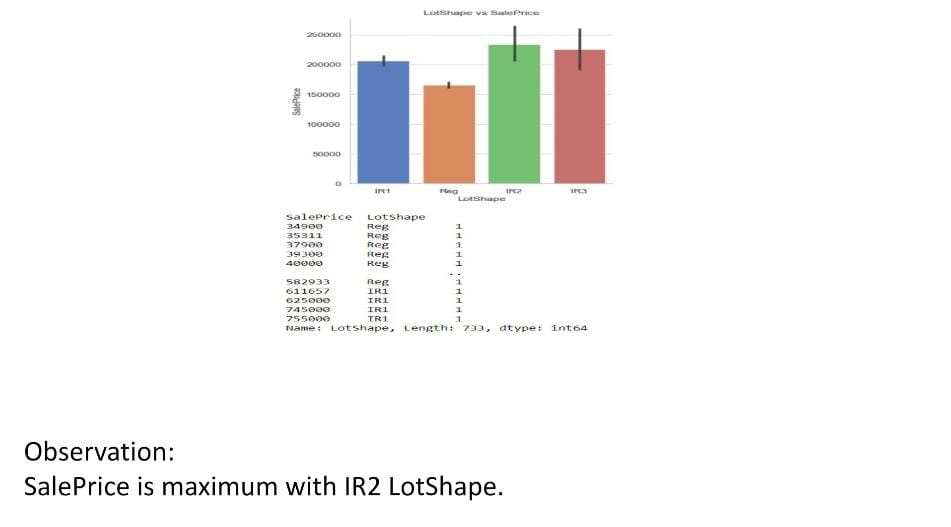 LotShape vs SalePrice
250000
200000
150000
100000
50000
0
SalePrice
IR1 Reg IR2 IR3
LotShape
SalePrice LotShape
34900 Reg 1
35311 Reg 1
37900 Reg 1
39300 Reg 1
40000 Reg 1
..
582933 Reg 1
611657 IR1 1
625000 IR1 1
745000 IR1 1
755000 IR1 1
Name: LotShape, Length: 733, dtype: int64
Observation:
SalePrice is maximum with IR2 LotShape.